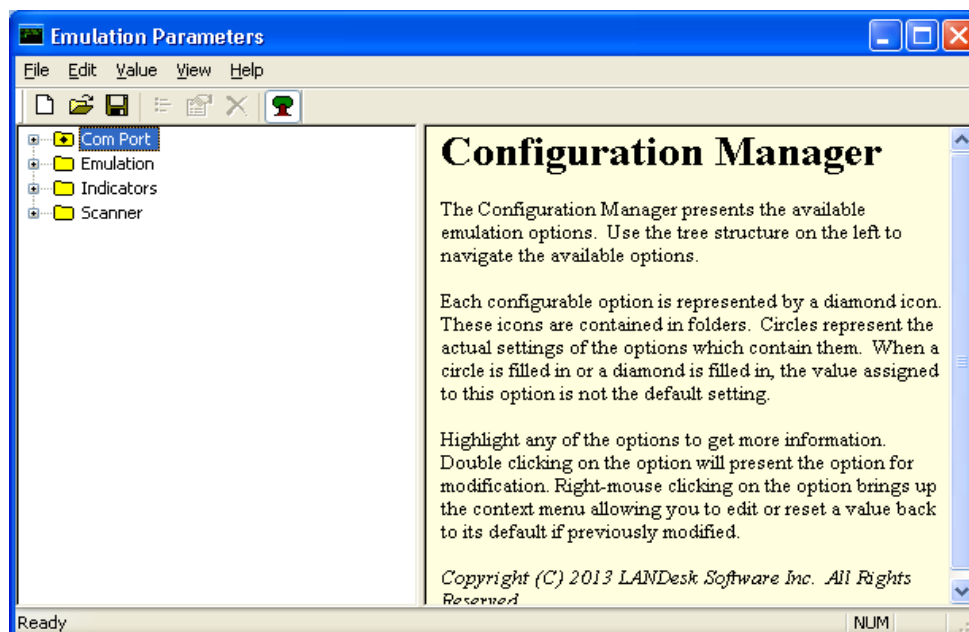 Emulation Parameters
File Edit Value View Help
Com Port
Emulation
Indicators
Scanner
Configuration Manager
The Configuration Manager presents the available
emulation options. Use the tree structure on the left to
navigate the available options.
Each configurable option is represented by a diamond icon.
These icons are contained in folders. Circles represent the
actual settings of the options which contain them. When a
circle is filled in or a diamond is filled in, the value assigned
to this option is not the default setting.
Highlight any of the options to get more information.
Double clicking on the option will present the option for
modification. Right-mouse clicking on the option brings up
the context menu allowing you to edit or reset a value back
to its default if previously modified.
Copyright (C) 2013 LANDesk Software Inc. All Rights
Reserved
Ready NUM